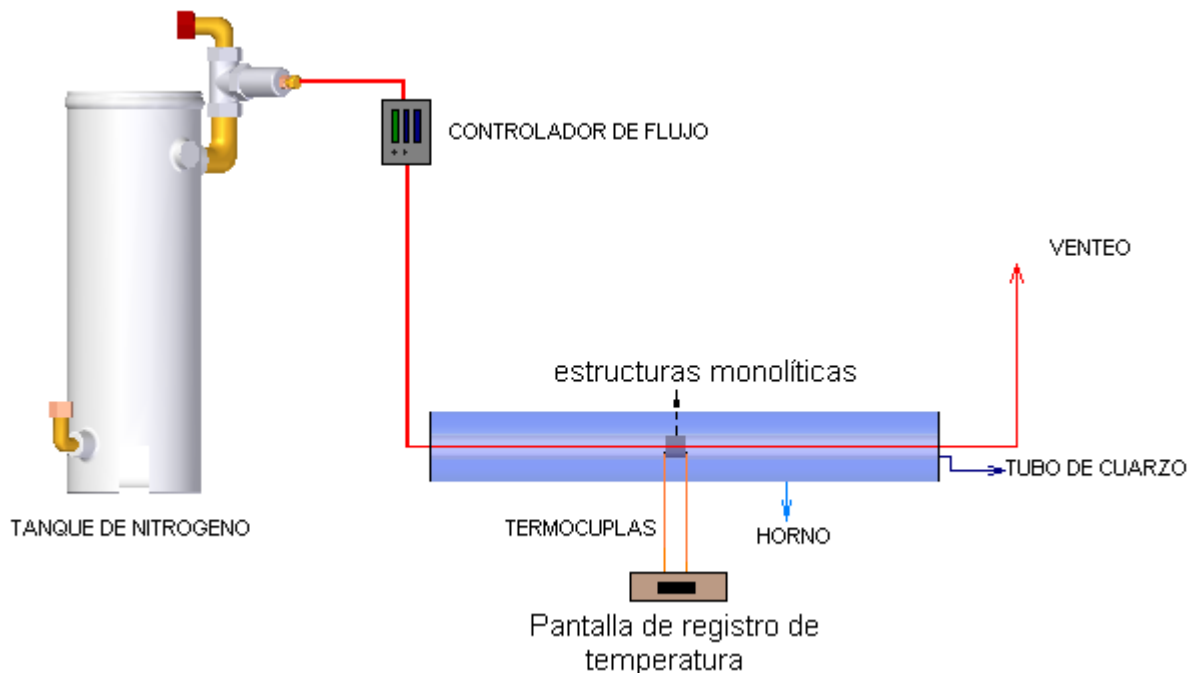 CONTROLADOR DE FLUJO
VENTEO
estructuras monolíticas
TUBO DE CUARZO
TANQUE DE NITROGENO
TERMOCUPLAS
HORNO
Pantalla de registro de
temperatura